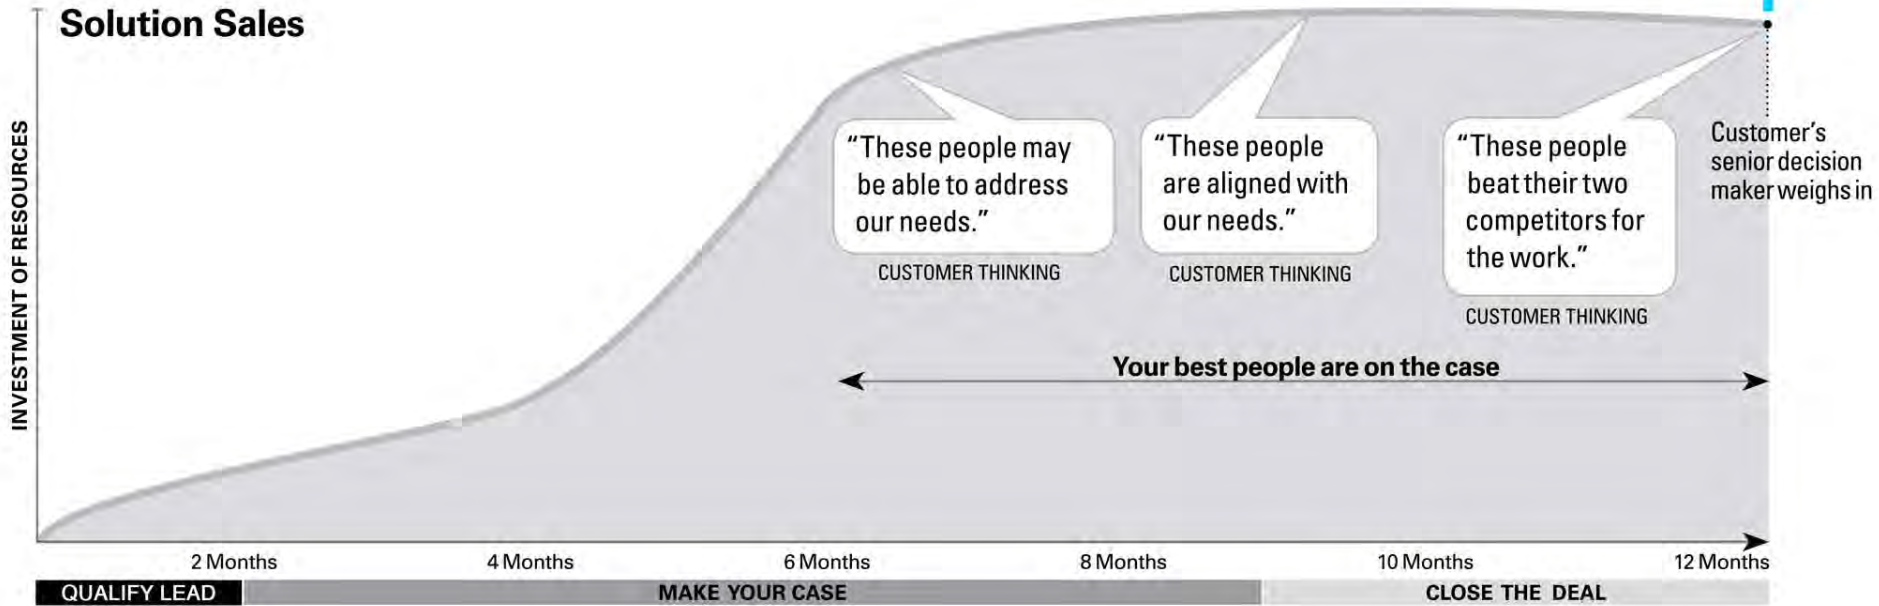 Solution Sales
INVESTMENT OF RESOURCES
“These people may
be able to address
our needs.”
CUSTOMER THINKING
“These people
are aligned with
our needs.”
CUSTOMER THINKING
“These people
beat their two
competitors for
the work.”
CUSTOMER THINKING
Customer’s
senior decision
maker weighs in
Your best people are on the case
2 Months
4 Months
6 Months
8 Months
10 Months
12 Months
QUALIFY LEAD
MAKE YOUR CASE
CLOSE THE DEAL